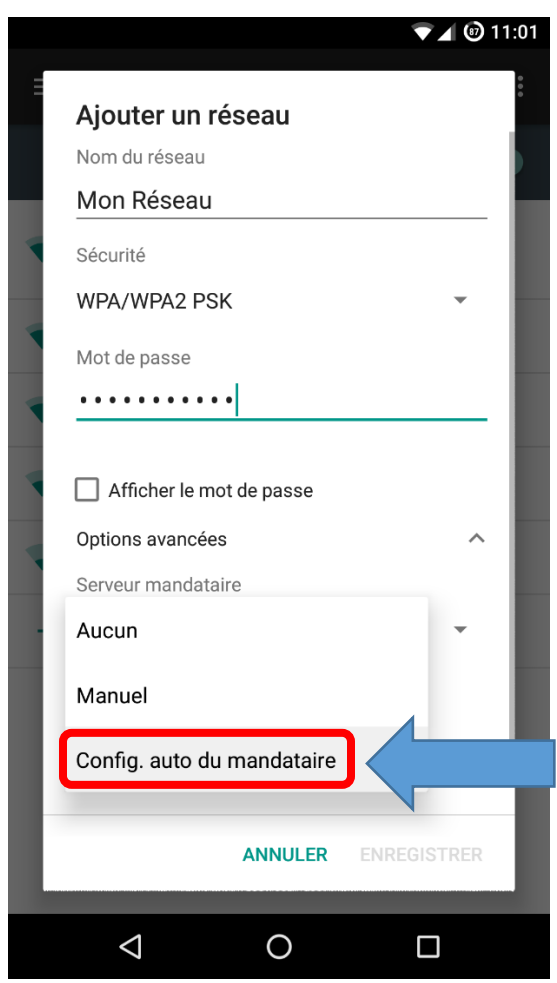 87 11:01
Ajouter un réseau
Nom du réseau
Mon Réseau
Sécurité
WPA/WPA2 PSK
Mot de passe
•••••••••••
Afficher le mot de passe
Options avancées
Serveur mandataire
Aucun
Manuel
Config. auto du mandataire
ANNULER ENREGISTRER